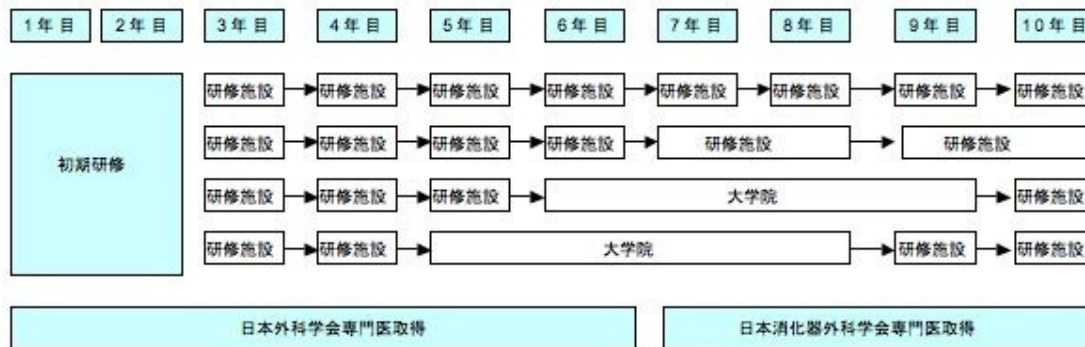 1年目 2年目 3年目 4年目 5年目 6年目 7年目 8年目 9年目 10年目
研修施設 研修施設 研修施設 研修施設 研修施設 研修施設 研修施設 研修施設
研修施設 研修施設 研修施設 研修施設 研修施設 研修施設
初期研修
研修施設 研修施設 研修施設 大学院 研修施設
研修施設 研修施設 大学院 研修施設 研修施設
日本外科学会専門医取得 日本消化器外科学会専門医取得